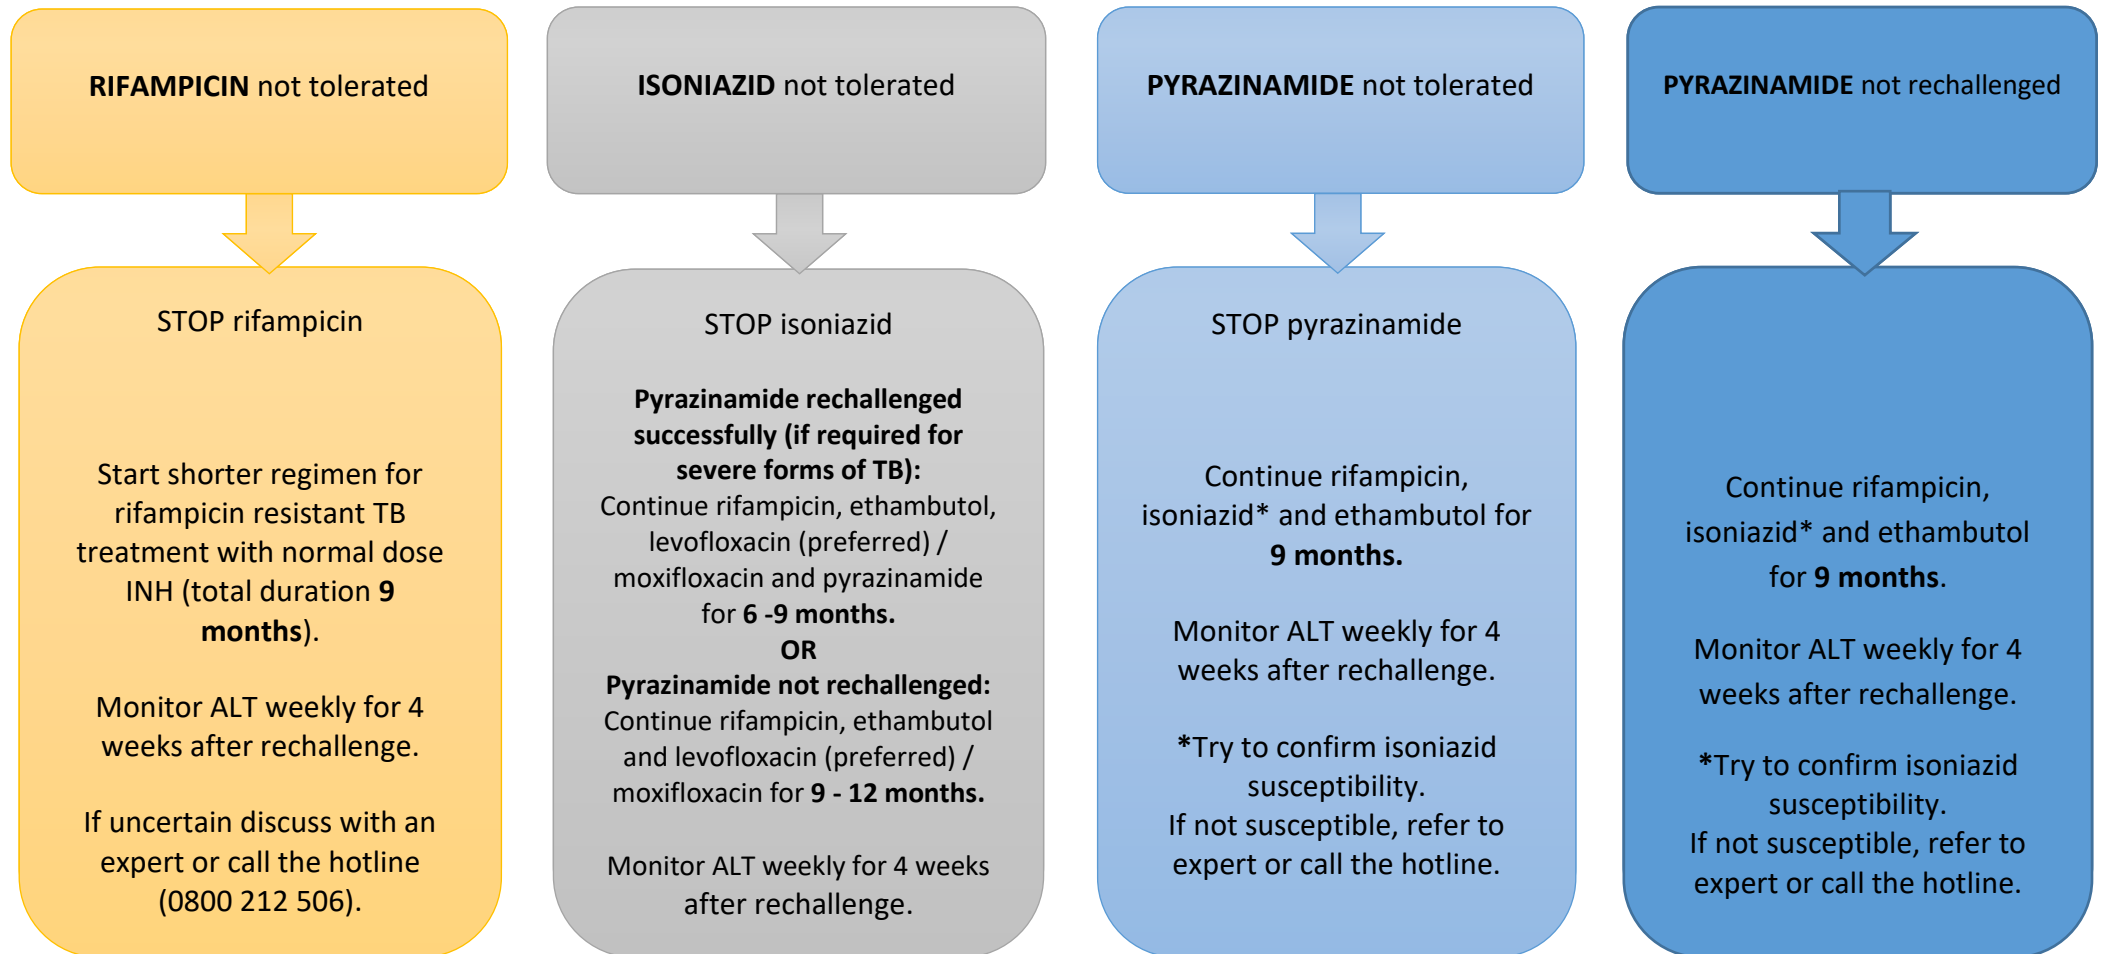 RIFAMPICIN not tolerated
STOP rifampicin
Start shorter regimen for
rifampicin resistant TB
treatment with normal dose
INH (total duration 9
months).
Monitor ALT weekly for 4
weeks after rechallenge.
If uncertain discuss with an
expert or call the hotline
(0800 212 506).
ISONIAZID not tolerated
STOP isoniazid
Pyrazinamide rechallenged
successfully (if required for
severe forms of TB):
Continue rifampicin, ethambutol,
levofloxacin (preferred) /
moxifloxacin and pyrazinamide
for 6 -9 months.
OR
Pyrazinamide not rechallenged:
Continue rifampicin, ethambutol
and levofloxacin (preferred) /
moxifloxacin for 9 - 12 months.
Monitor ALT weekly for 4 weeks
after rechallenge.
PYRAZINAMIDE not tolerated
STOP pyrazinamide
Continue rifampicin,
isoniazid* and ethambutol for
9 months.
Monitor ALT weekly for 4
weeks after rechallenge.
*Try to confirm isoniazid
susceptibility.
If not susceptible, refer to
expert or call the hotline.
PYRAZINAMIDE not rechallenged
Continue rifampicin,
isoniazid* and ethambutol
for 9 months.
Monitor ALT weekly for 4
weeks after rechallenge.
*Try to confirm isoniazid
susceptibility.
If not susceptible, refer to
expert or call the hotline.